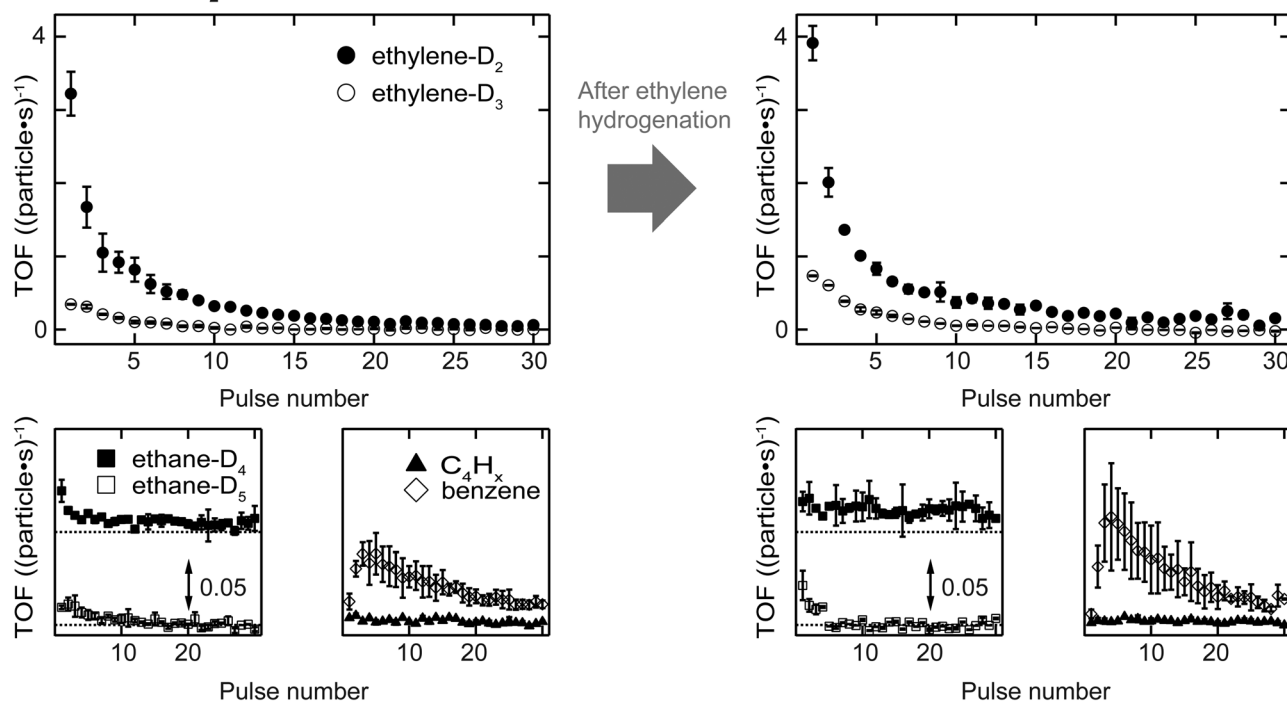 TOF ((particle•s)⁻¹
4
0
ethylene-D₂
ethylene-D₃
5 10 15 20 25 30
Pulse number
After ethylene
hydrogenation
TOF ((particle•s)⁻¹
4
0
5 10 15 20 25 30
Pulse number
TOF ((particle•s)⁻¹
ethane-D₄
ethane-D₅
0.05
10 20
C₄Hₓ
benzene
10 20
Pulse number
TOF ((particle•s)⁻¹
0.05
10 20
10 20
Pulse number